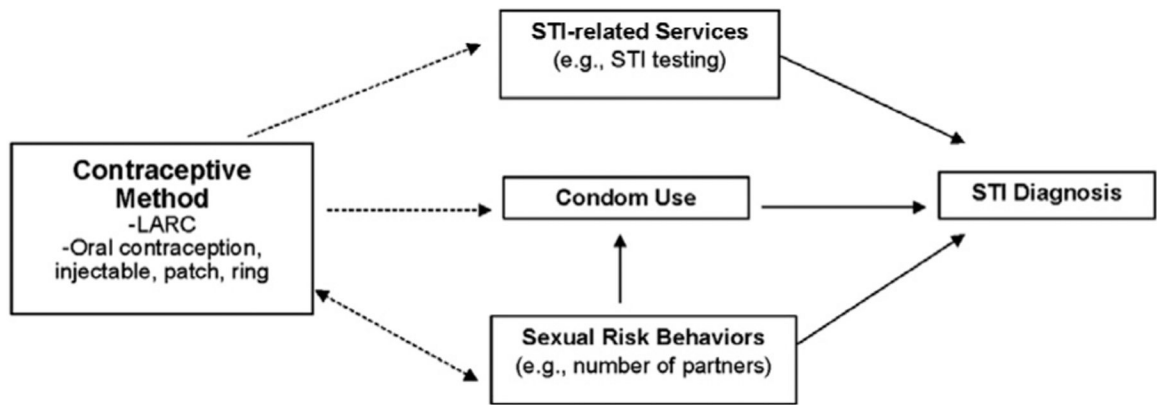 STI-related Services
(e.g., STI testing)
Contraceptive
Method
-LARC
-Oral contraception,
injectable, patch, ring
Condom Use
STI Diagnosis
Sexual Risk Behaviors
(e.g., number of partners)